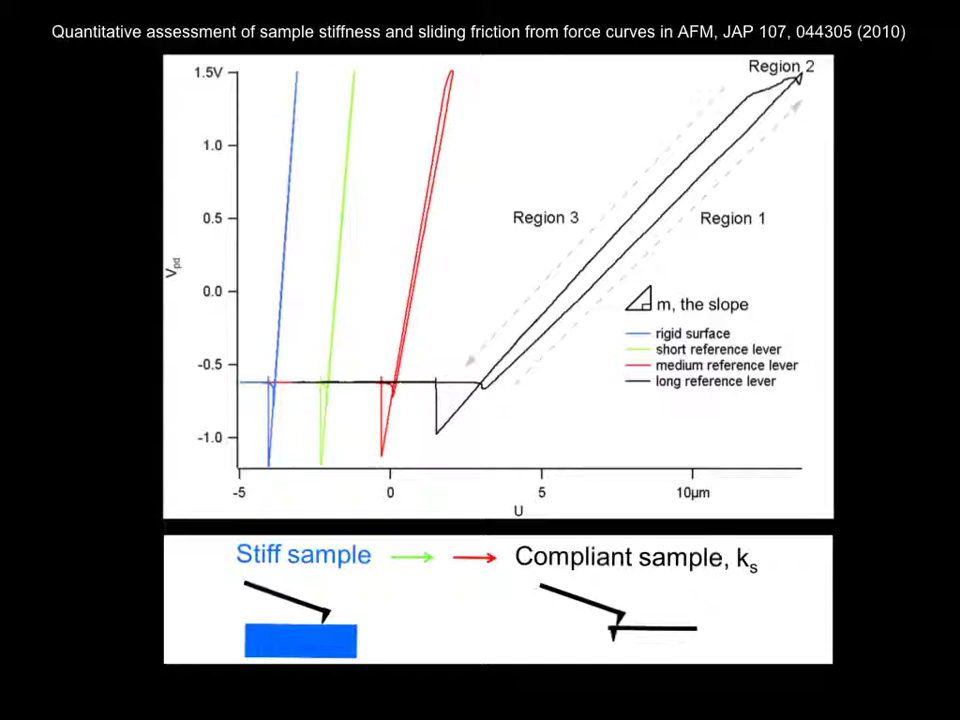 Quantitative assessment of sample stiffness and sliding friction from force curves in AFM, JAP 107, 044305 (2010)
Region 2
1.5V
1.0
0.5
0.0
-0.5
-1.0
Vpd
Region 3
Region 1
m, the slope
rigid surface
short reference lever
medium reference lever
long reference lever
-5 0 5 10µm
U
Stiff sample Compliant sample, ks